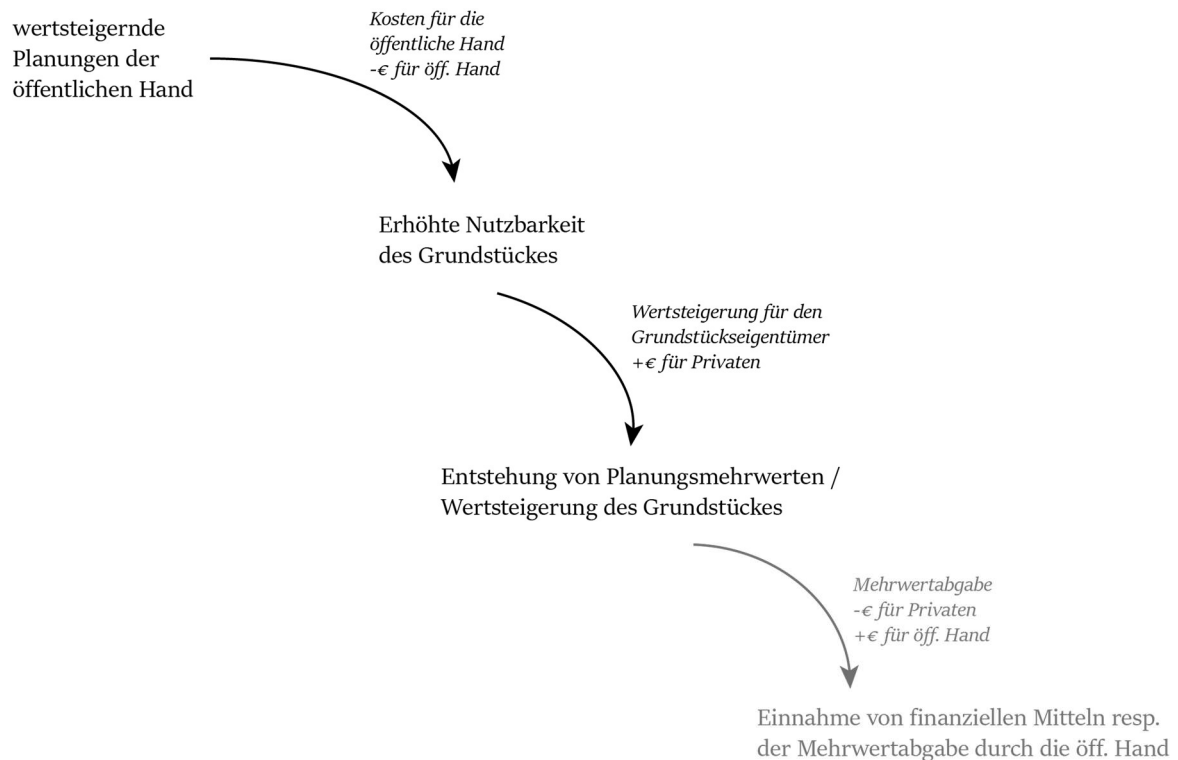 wertsteigernde
Planungen der
öffentlichen Hand
Kosten für die
öffentliche Hand
-€ für öff. Hand
Erhöhte Nutzbarkeit
des Grundstückes
Wertsteigerung für den
Grundstückseigentümer
+€ für Privaten
Entstehung von Planungsmehrwerten /
Wertsteigerung des Grundstückes
Mehrwertabgabe
-€ für Privaten
+€ für öff. Hand
Einnahme von finanziellen Mitteln resp.
der Mehrwertabgabe durch die öff. Hand